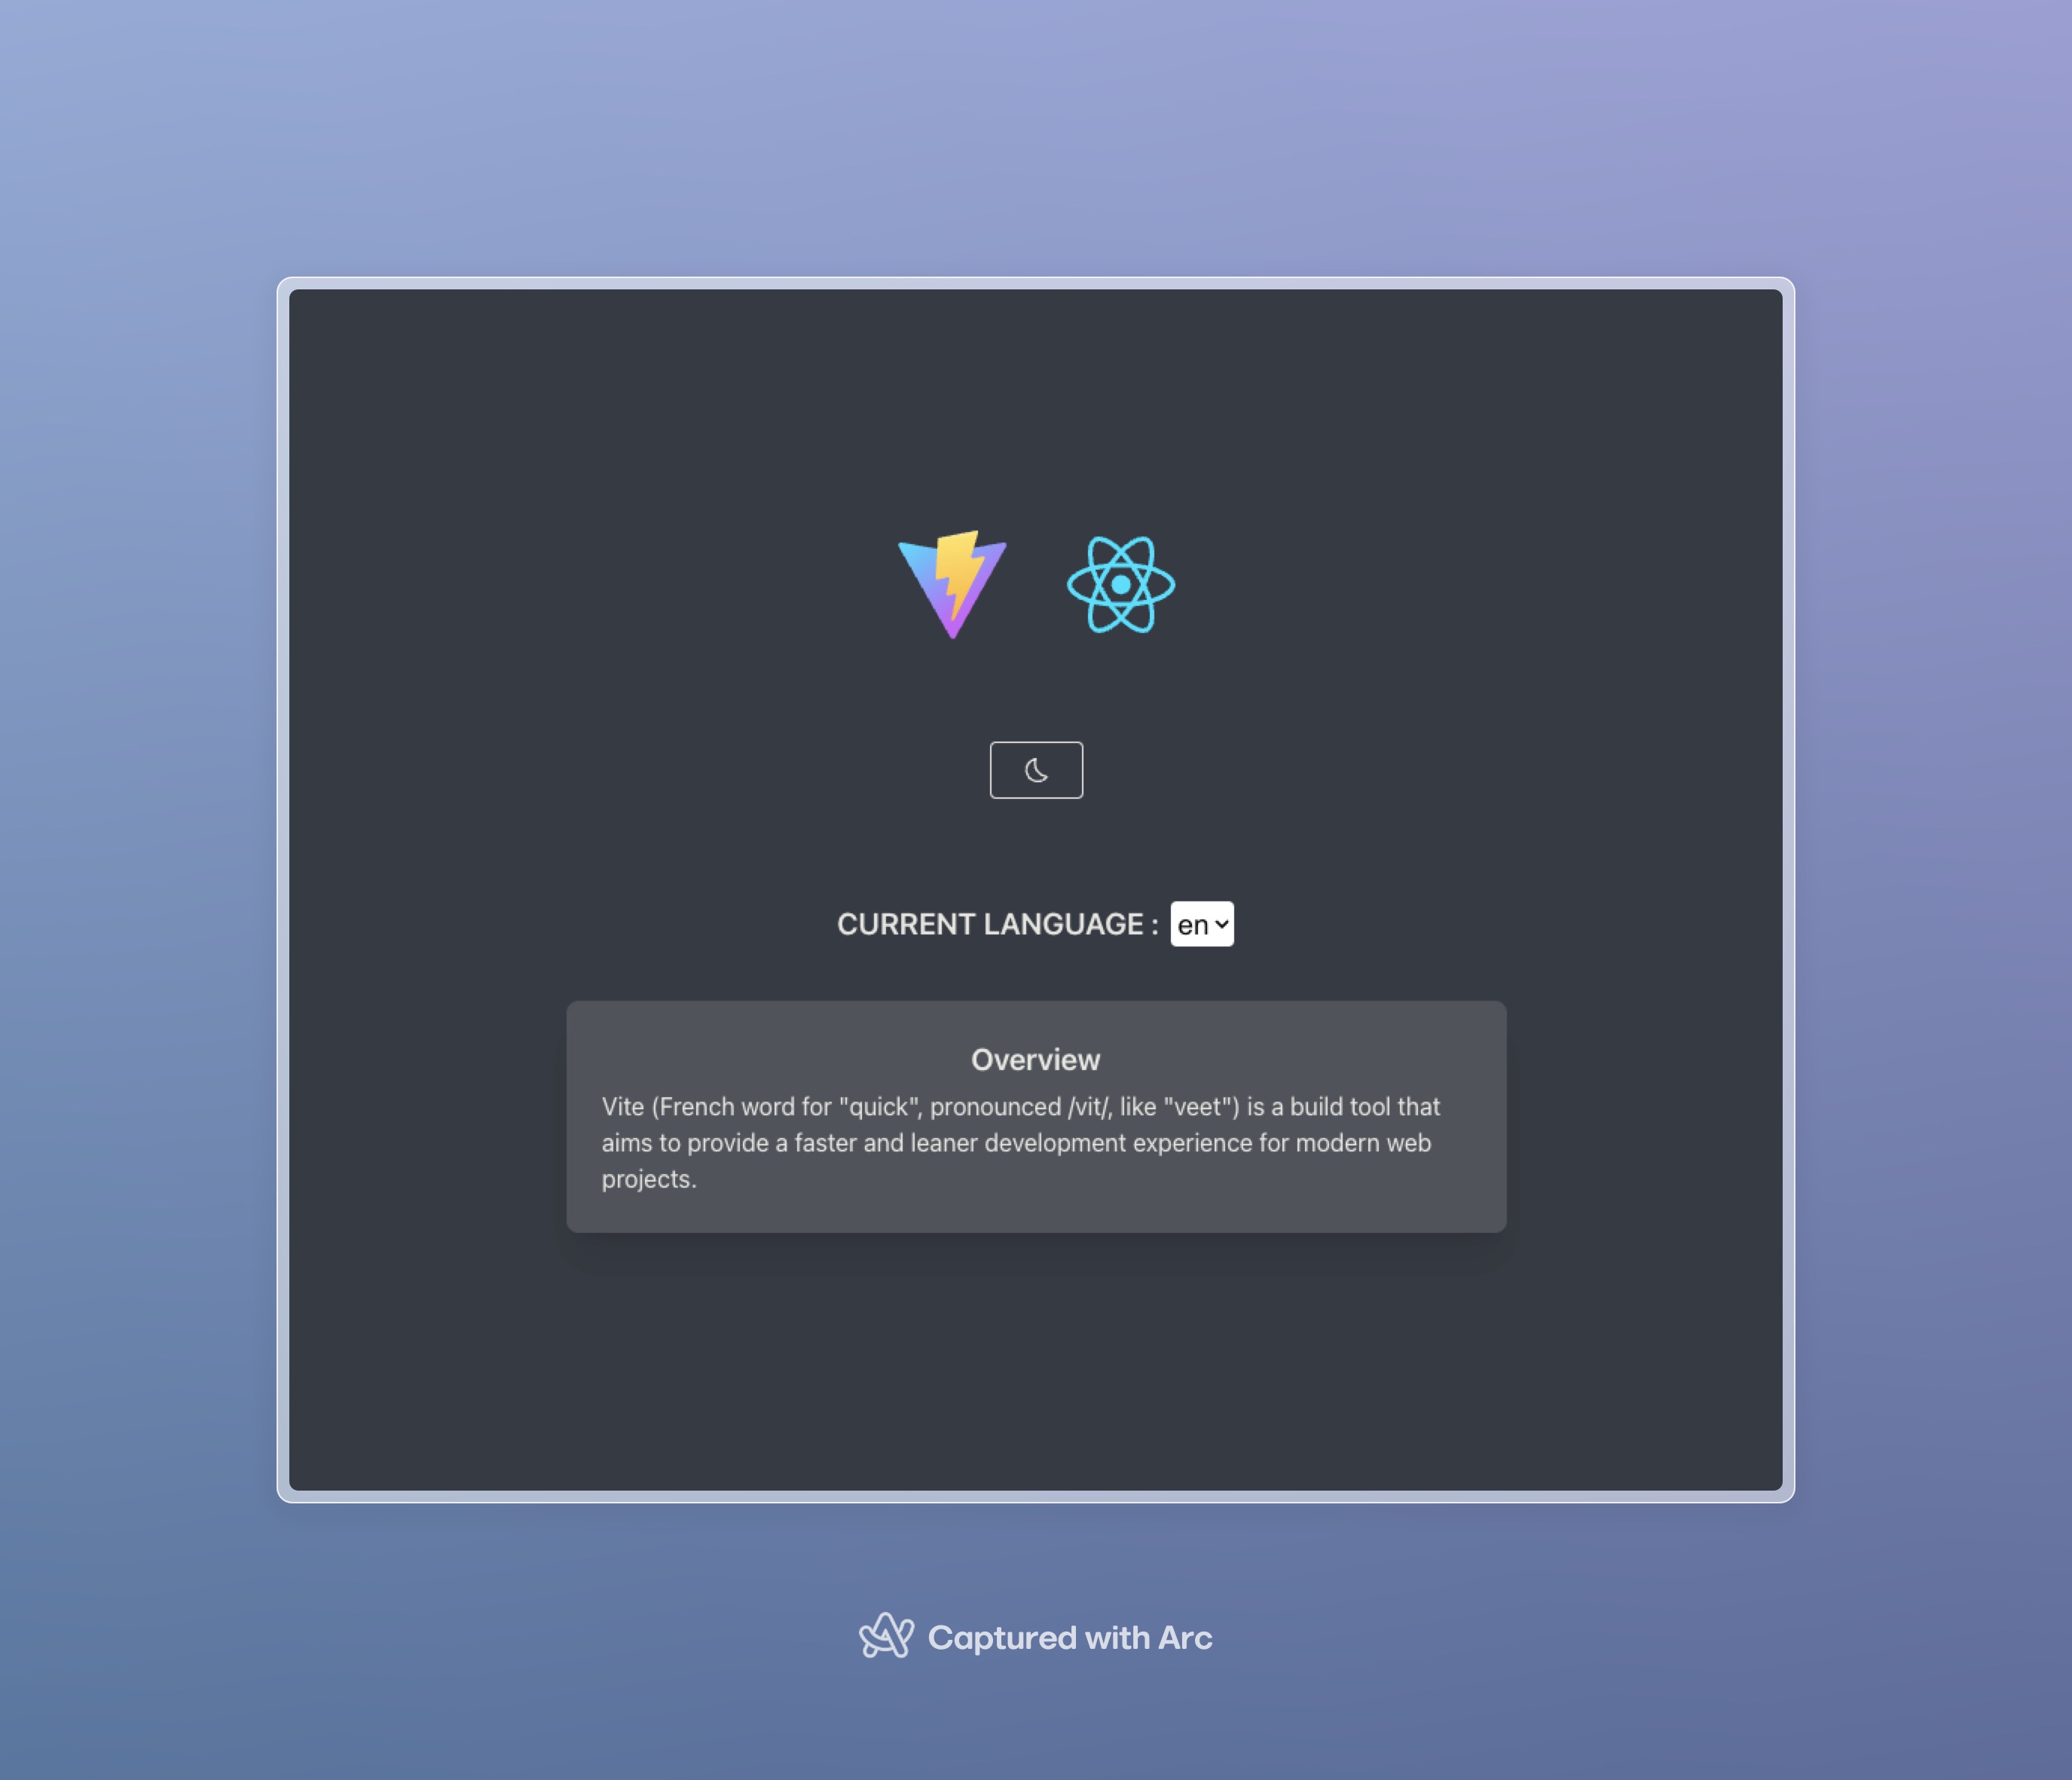 CURRENT LANGUAGE : en
Overview
Vite (French word for "quick", pronounced /vit/, like "veet") is a build tool that
aims to provide a faster and leaner development experience for modern web
projects.
Captured with Arc